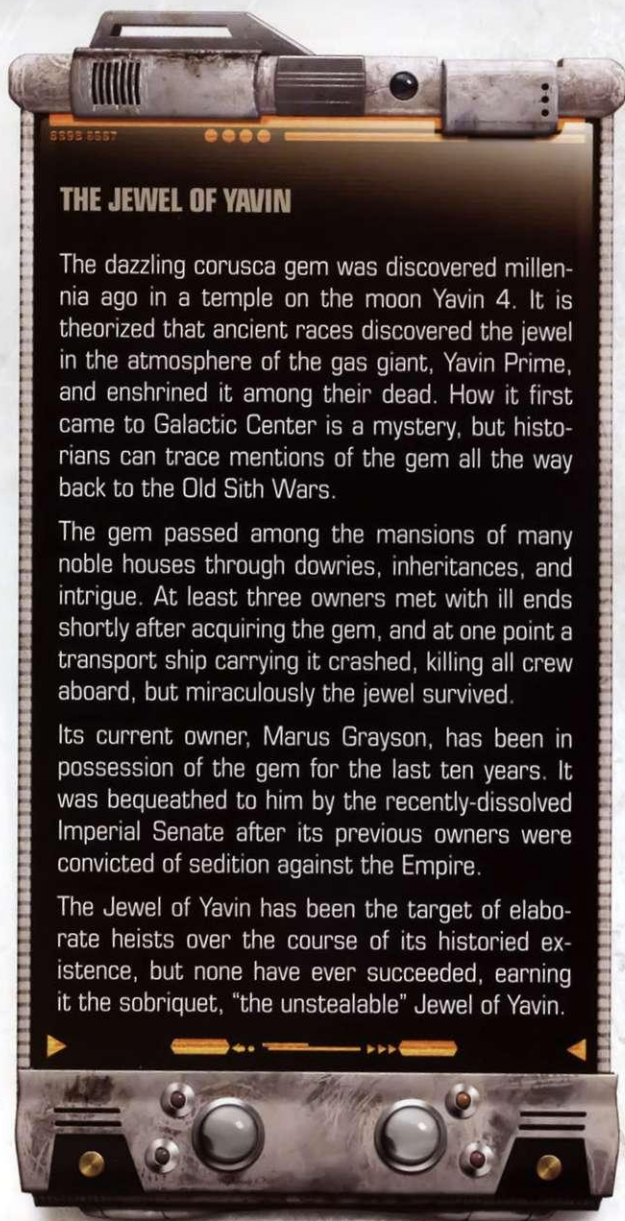 THE JEWEL OF YAVIN
The dazzling corusca gem was discovered millen-
nia ago in a temple on the moon Yavin 4. It is
theorized that ancient races discovered the jewel
in the atmosphere of the gas giant, Yavin Prime,
and enshrined it among their dead. How it first
came to Galactic Center is a mystery, but histo-
rians can trace mentions of the gem all the way
back to the Old Sith Wars.
The gem passed among the mansions of many
noble houses through dowries, inheritances, and
intrigue. At least three owners met with ill ends
shortly after acquiring the gem, and at one point a
transport ship carrying it crashed, killing all crew
aboard, but miraculously the jewel survived.
Its current owner, Marus Grayson, has been in
possession of the gem for the last ten years. It
was bequeathed to him by the recently-dissolved
Imperial Senate after its previous owners were
convicted of sedition against the Empire.
The Jewel of Yavin has been the target of elabo-
rate heists over the course of its historied ex-
istence, but none have ever succeeded, earning
it the sobriquet, “the unstealable” Jewel of Yavin.